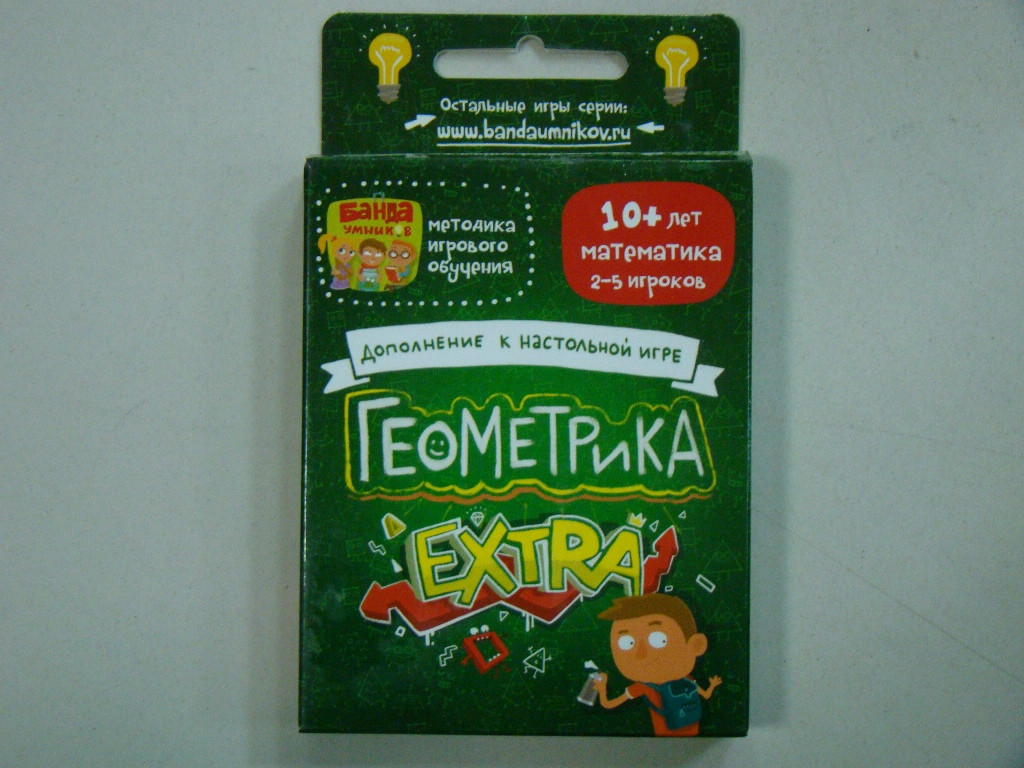 Остальные игры серии:
www.bandaumnikov.ru
БАНДА
УМНИКОВ
методика
игрового
обучения
10+ лет
математика
2-5 игроков
Дополнение к настольной игре
ГЕОМЕТРИКА
EXTRA